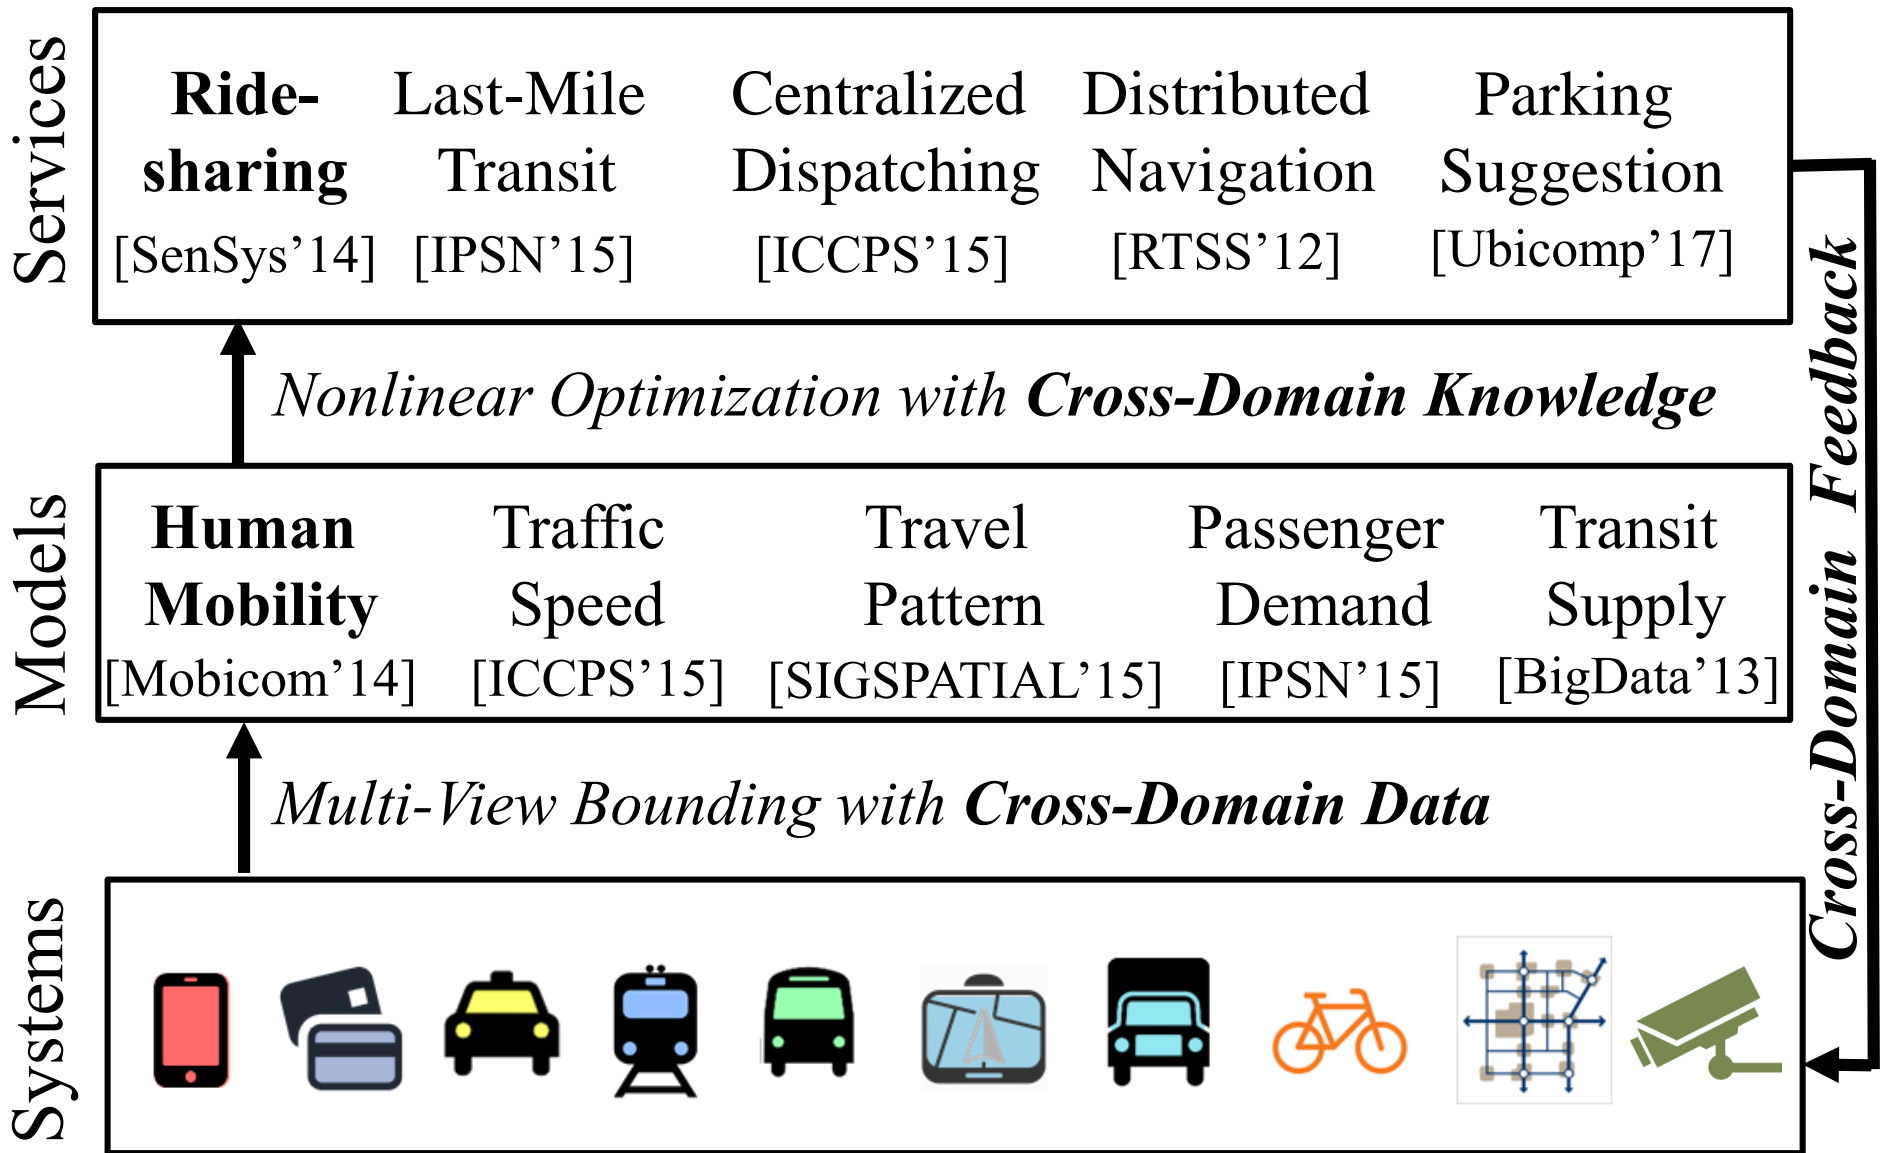 Services
Ride- Last-Mile Centralized Distributed Parking
sharing Transit Dispatching Navigation Suggestion
[SenSys’14] [IPSN’15] [ICCPS’15] [RTSS’12] [Ubicomp’17]
Nonlinear Optimization with Cross-Domain Knowledge
Models
Human Traffic Travel Passenger Transit
Mobility Speed Pattern Demand Supply
[Mobicom’14] [ICCPS’15] [SIGSPATIAL’15] [IPSN’15] [BigData’13]
Multi-View Bounding with Cross-Domain Data
Systems
Cross-Domain Feedback